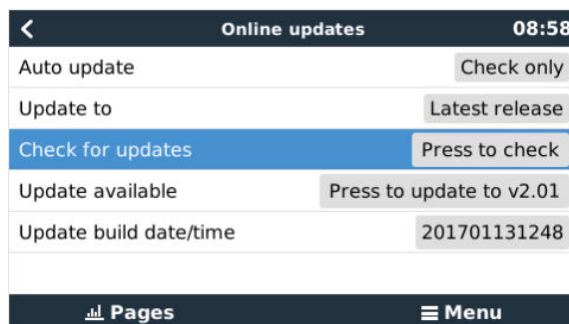 Online updates 08:58
Auto update Check only
Update to Latest release
Check for updates Press to check
Update available Press to update to v2.01
Update build date/time 201701131248
Pages Menu